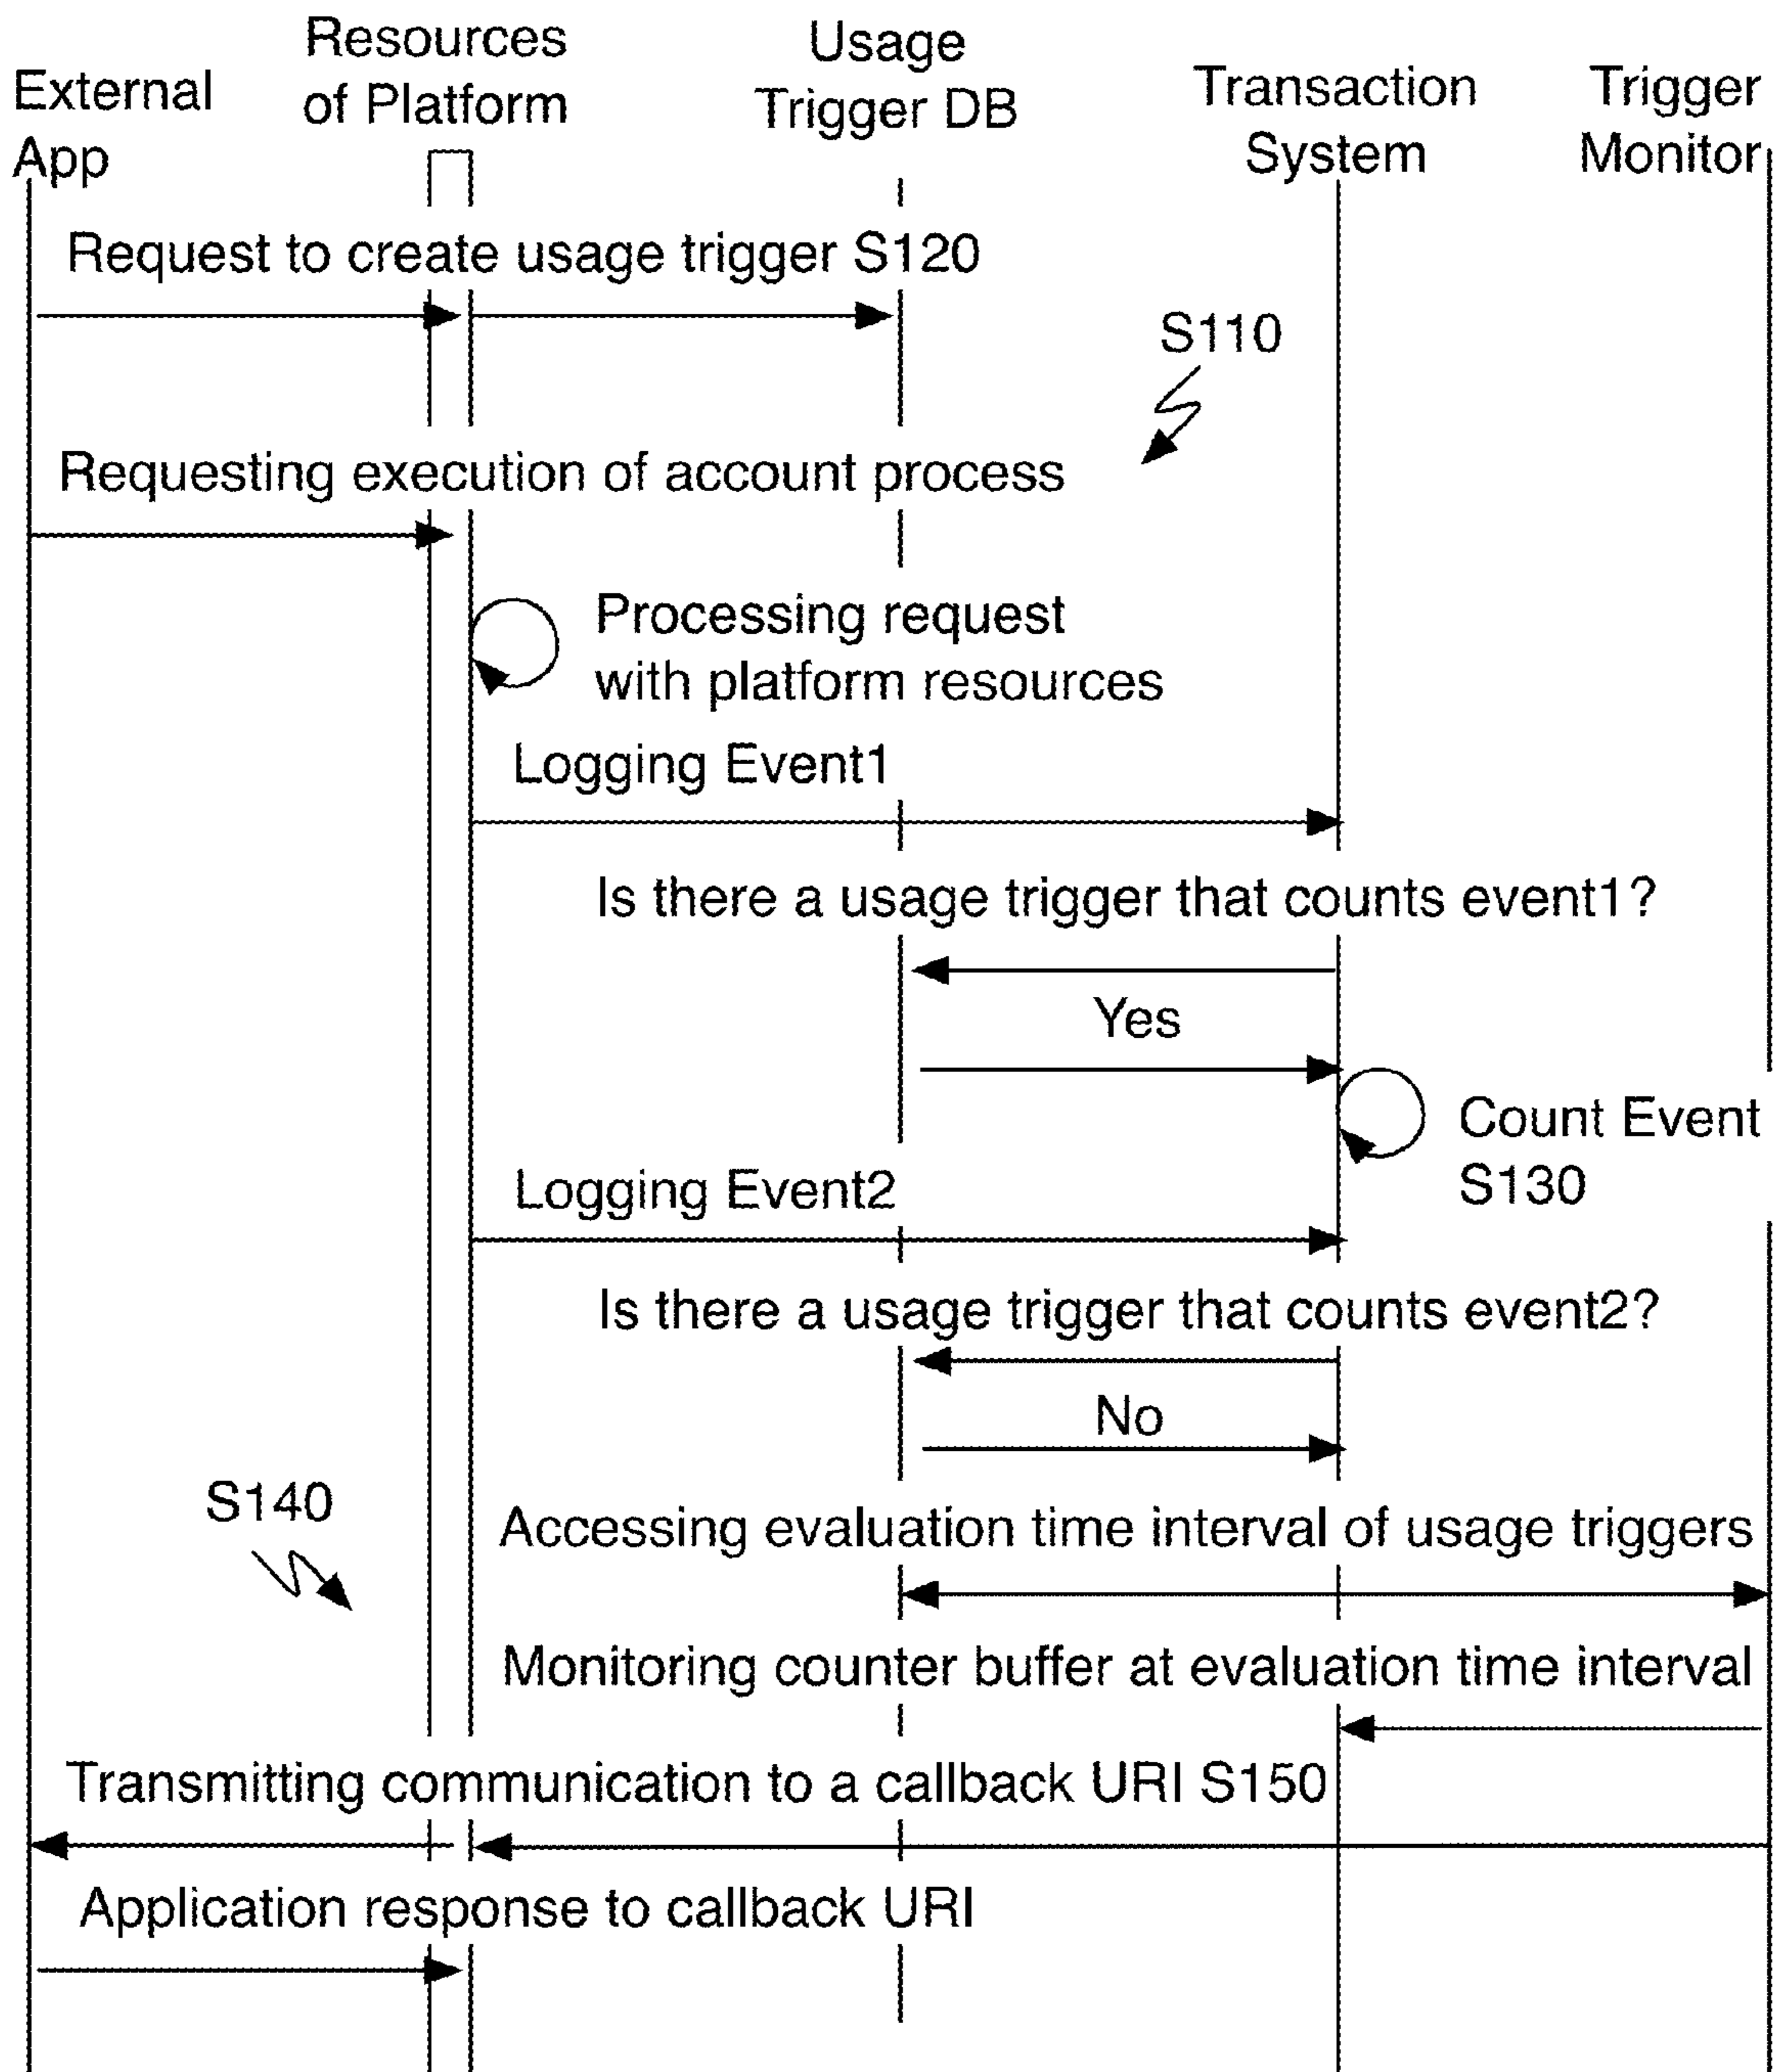 External
App
Resources
of Platform
Usage
Trigger DB
Transaction
System
Trigger
Monitor
Request to create usage trigger S120
S110
Requesting execution of account process
Processing request
with platform resources
Logging Event1
Is there a usage trigger that counts event1?
Yes
Count Event
S130
Logging Event2
Is there a usage trigger that counts event2?
No
S140
Accessing evaluation time interval of usage triggers
Monitoring counter buffer at evaluation time interval
Transmitting communication to a callback URI S150
Application response to callback URI